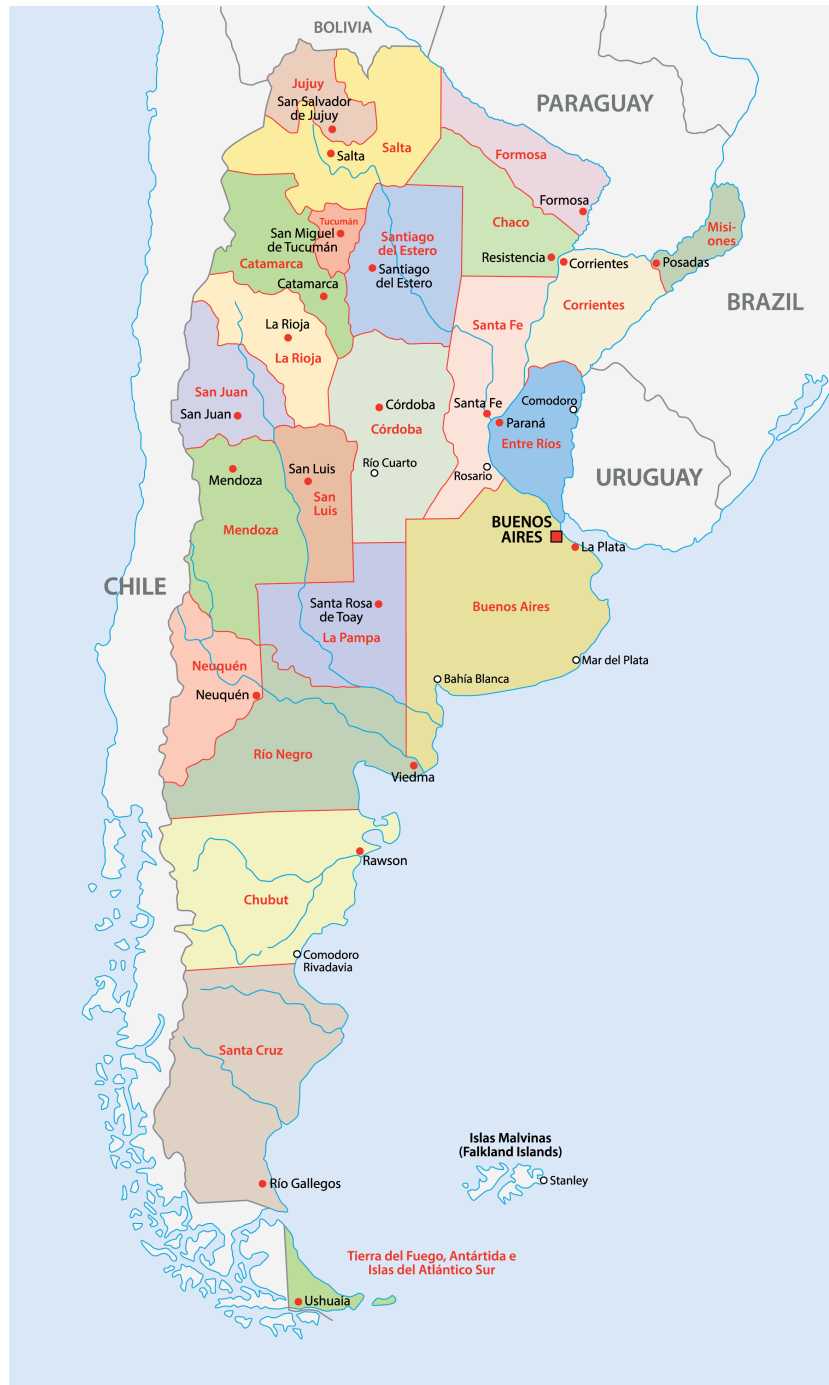 BOLIVIA
PARAGUAY
Jujuy
San Salvador
de Jujuy
Salta
Salta
Formosa
Formosa
Chaco
Resistencia
Corrientes
Corrientes
Misi-
ones
Posadas
BRAZIL
Tucumán
San Miguel
de Tucumán
Catamarca
Catamarca
Santiago
del Estero
Santiago
del Estero
La Rioja
La Rioja
Santa Fe
Santa Fe
San Juan
San Juan
Córdoba
Córdoba
Río Cuarto
Comodoro
Paraná
Entre Ríos
Rosario
URUGUAY
Mendoza
Mendoza
San Luis
San
Luis
BUENOS
AIRES
La Plata
CHILE
Santa Rosa
de Toay
La Pampa
Buenos Aires
Mar del Plata
Bahía Blanca
Neuquén
Neuquén
Río Negro
Viedma
Rawson
Chubut
Comodoro
Rivadavia
Santa Cruz
Islas Malvinas
(Falkland Islands)
Stanley
Río Gallegos
Tierra del Fuego, Antártida e
Islas del Atlántico Sur
Ushuaia